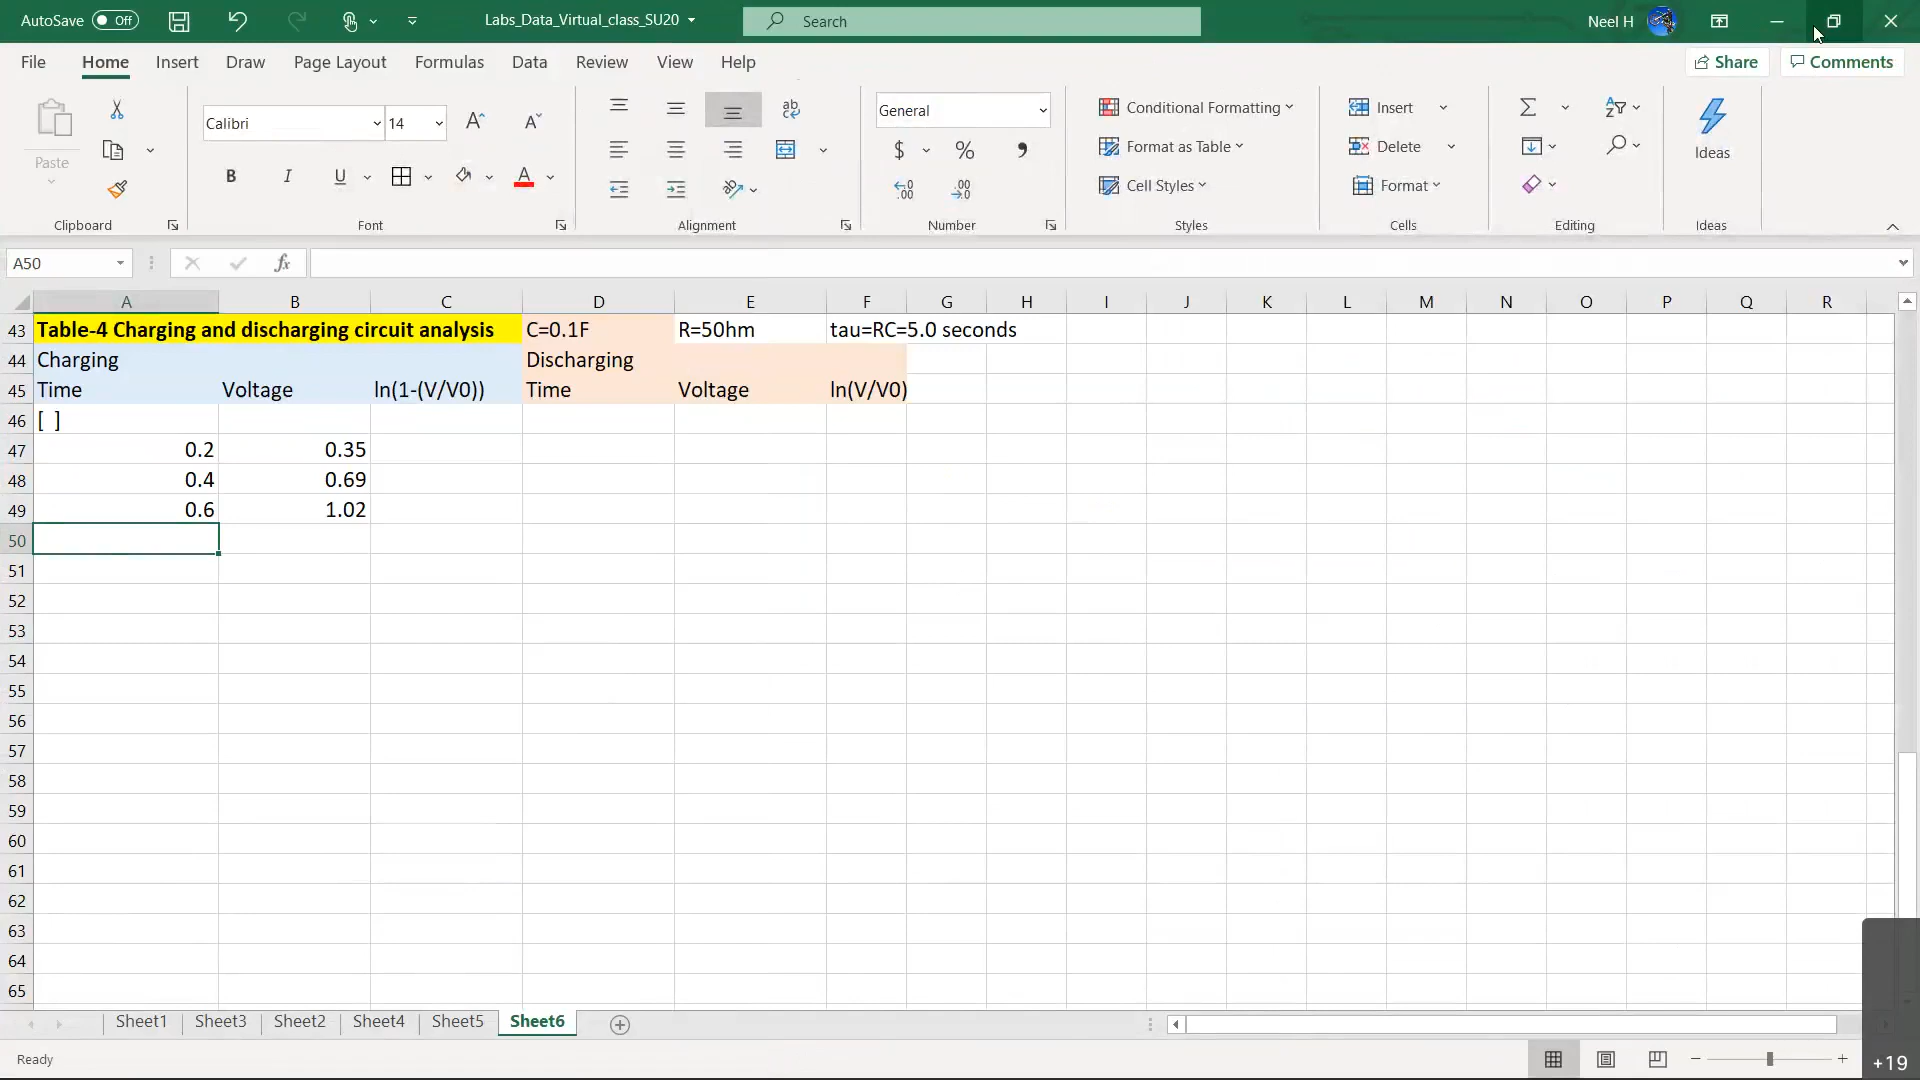 AutoSave Off Labs_Data_Virtual_class_SU20 Search Neel H
File Home Insert Draw Page Layout Formulas Data Review View Help Share Comments
Calibri 14 General Conditional Formatting Insert
Paste Format as Table Delete Ideas
B I U A $ % , Cell Styles Format
Clipboard Font Alignment Number Styles Cells Editing Ideas
A50 fx
A B C D E F G H I J K L M N O P Q R
43 Table-4 Charging and discharging circuit analysis C=0.1F R=50hm tau=RC=5.0 seconds
44 Charging Discharging
45 Time Voltage ln(1-(V/V0)) Time Voltage ln(V/V0)
46 [ ]
47 0.2 0.35
48 0.4 0.69
49 0.6 1.02
50
51
52
53
54
55
56
57
58
59
60
61
62
63
64
65
Sheet1 Sheet3 Sheet2 Sheet4 Sheet5 Sheet6
Ready
+19